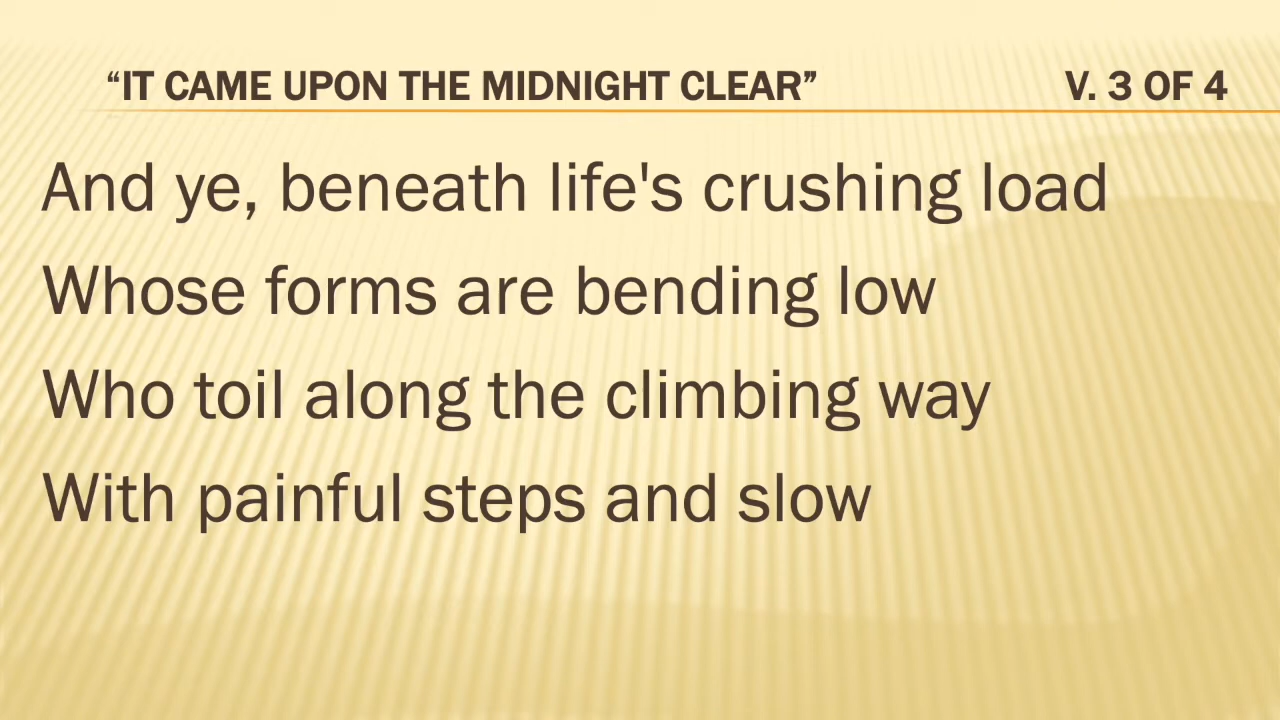 “IT CAME UPON THE MIDNIGHT CLEAR” V. 3 OF 4
And ye, beneath life's crushing load
Whose forms are bending low
Who toil along the climbing way
With painful steps and slow